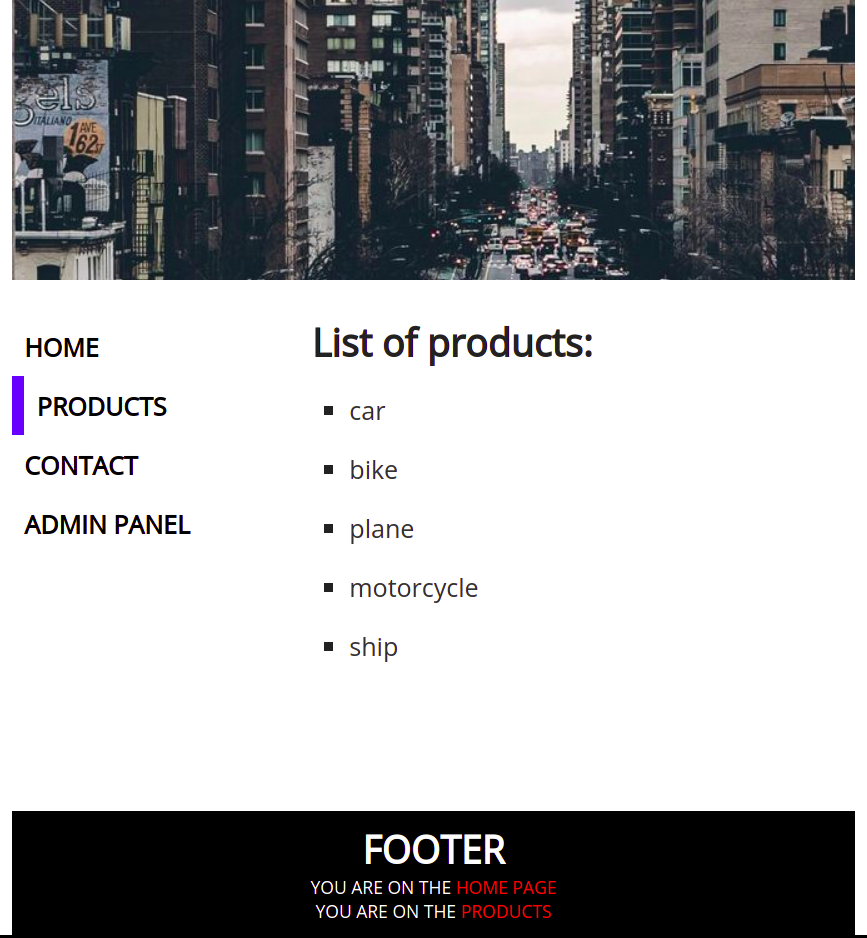 gels
ITALIANO
1 AVE
62 ST
HOME
PRODUCTS
CONTACT
ADMIN PANEL
List of products:
car
bike
plane
motorcycle
ship
FOOTER
YOU ARE ON THE HOME PAGE
YOU ARE ON THE PRODUCTS